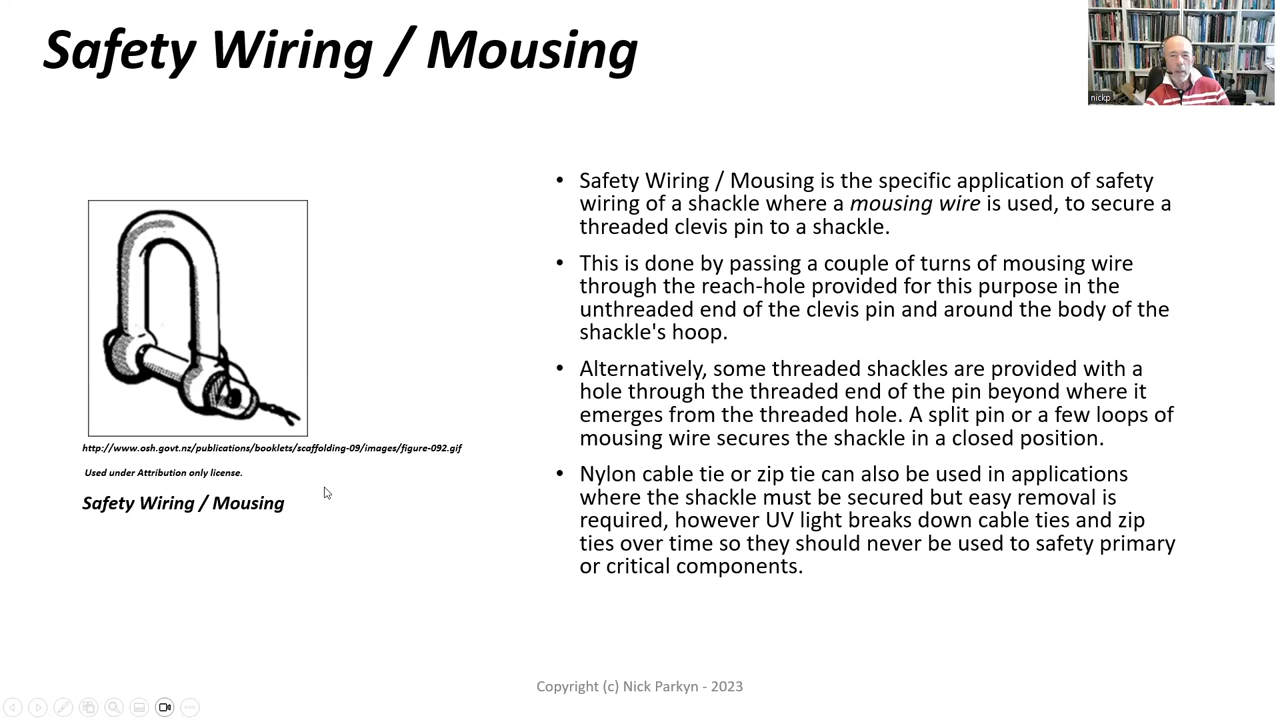 Safety Wiring / Mousing
nickp
• Safety Wiring / Mousing is the specific application of safety
wiring of a shackle where a mousing wire is used, to secure a
threaded clevis pin to a shackle.
• This is done by passing a couple of turns of mousing wire
through the reach-hole provided for this purpose in the
unthreaded end of the clevis pin and around the body of the
shackle's hoop.
• Alternatively, some threaded shackles are provided with a
hole through the threaded end of the pin beyond where it
emerges from the threaded hole. A split pin or a few loops of
mousing wire secures the shackle in a closed position.
• Nylon cable tie or zip tie can also be used in applications
where the shackle must be secured but easy removal is
required, however UV light breaks down cable ties and zip
ties over time so they should never be used to safety primary
or critical components.
http://www.osh.govt.nz/publications/booklets/scaffolding-09/images/figure-092.gif
Used under Attribution only license.
Safety Wiring / Mousing
Copyright (c) Nick Parkyn - 2023